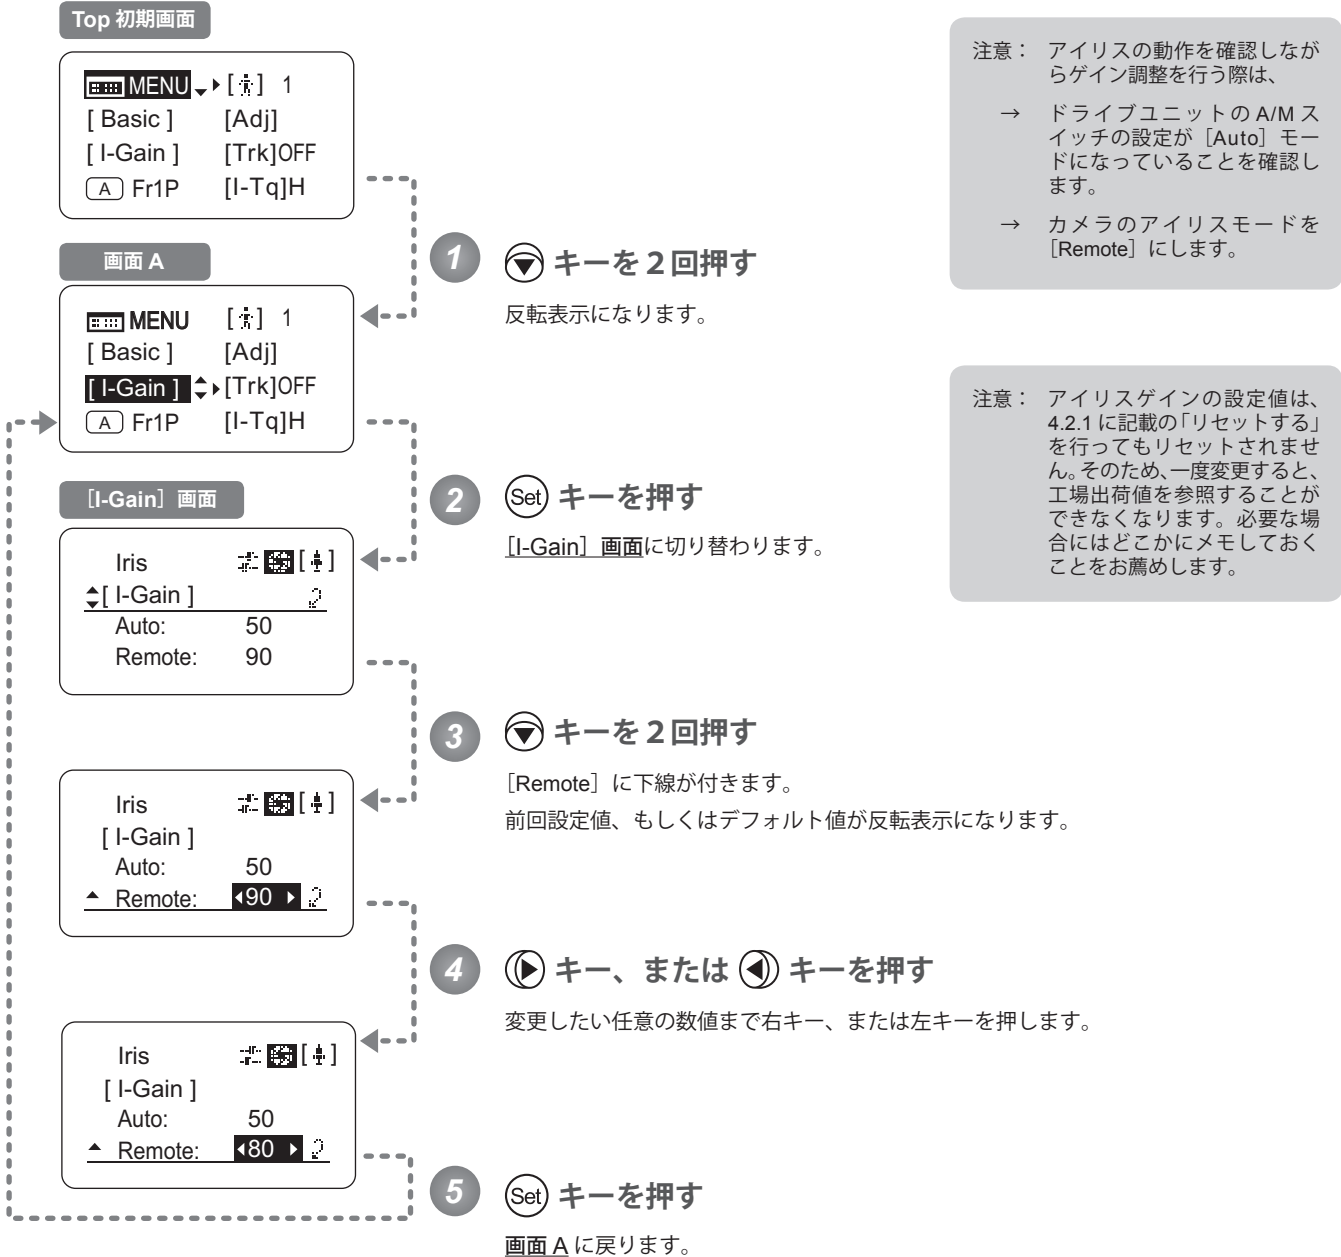 Top 初期画面
MENU [ ] 1
[ Basic ] [Adj]
[ I-Gain ] [Trk]OFF
A Fr1P [I-Tq]H
1 キーを２回押す
反転表示になります。
画面 A
MENU [ ] 1
[ Basic ] [Adj]
[ I-Gain ] [Trk]OFF
A Fr1P [I-Tq]H
2 Set キーを押す
［I-Gain］画面に切り替わります。
［I-Gain］画面
Iris
[ I-Gain ]
Auto: 50
Remote: 90
3 キーを２回押す
［Remote］に下線が付きます。
前回設定値、もしくはデフォルト値が反転表示になります。
Iris
[ I-Gain ]
Auto: 50
Remote: 90
4 キー、または キーを押す
変更したい任意の数値まで右キー、または左キーを押します。
Iris
[ I-Gain ]
Auto: 50
Remote: 80
5 Set キーを押す
画面 A に戻ります。
注意： アイリスの動作を確認しなが
らゲイン調整を行う際は、
→ ドライブユニットの A/M ス
イッチの設定が［Auto］モー
ドになっていることを確認し
ます。
→ カメラのアイリスモードを
［Remote］にします。
注意： アイリスゲインの設定値は、
4.2.1 に記載の「リセットする」
を行ってもリセットされませ
ん。そのため、一度変更すると、
工場出荷値を参照することが
できなくなります。必要な場
合にはどこかにメモしておく
ことをお薦めします。